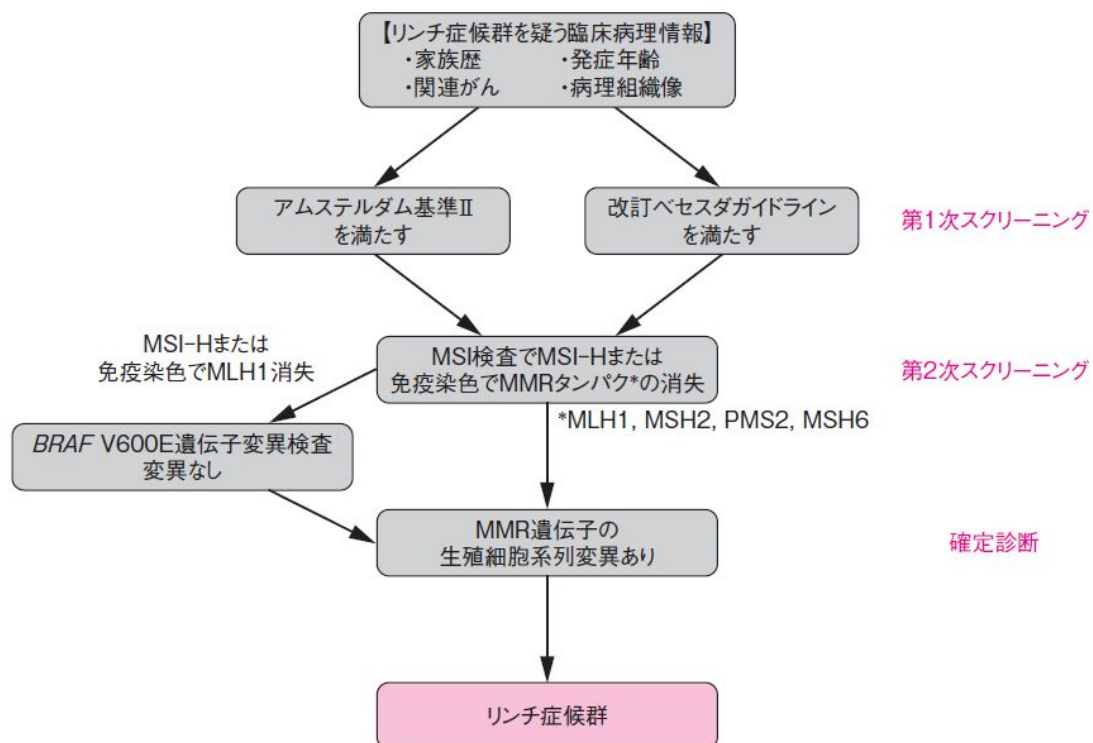 【リンチ症候群を疑う臨床病理情報】
・家族歴 ・発症年齢
・関連がん ・病理組織像
アムステルダム基準II
を満たす
改訂ベセスダガイドライン
を満たす
第1次スクリーニング
MSI-Hまたは
免疫染色でMLH1消失
MSI検査でMSI-Hまたは
免疫染色でMMRタンパク*の消失
第2次スクリーニング
*MLH1, MSH2, PMS2, MSH6
BRAF V600E遺伝子変異検査
変異なし
MMR遺伝子の
生殖細胞系列変異あり
確定診断
リンチ症候群